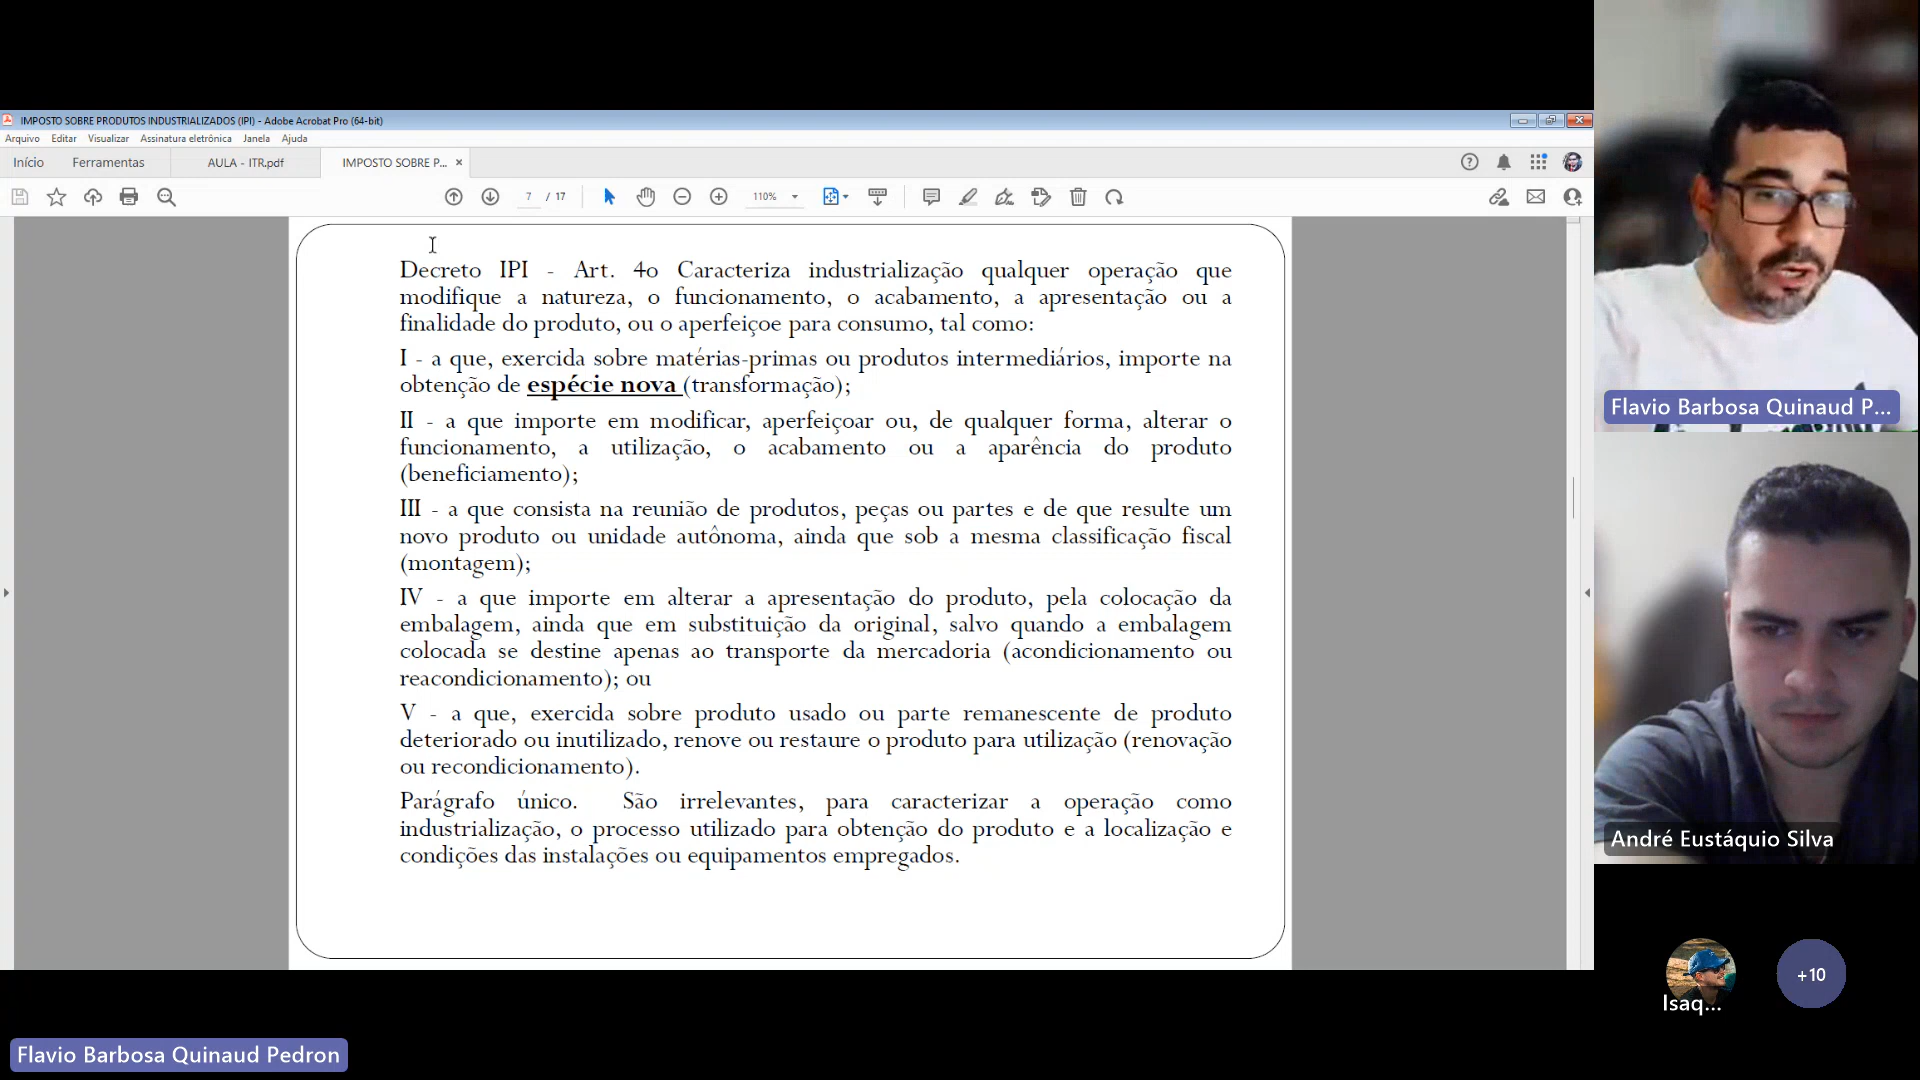 IMPOSTO SOBRE PRODUTOS INDUSTRIALIZADOS (IPI) - Adobe Acrobat Pro (64-bit)
Arquivo Editar Visualizar Assinatura eletrônica Janela Ajuda
Início Ferramentas AULA - ITR.pdf IMPOSTO SOBRE P... ×
7 / 17 110%
Decreto IPI - Art. 4o Caracteriza industrialização qualquer operação que
modifique a natureza, o funcionamento, o acabamento, a apresentação ou a
finalidade do produto, ou o aperfeiçoe para consumo, tal como:
I - a que, exercida sobre matérias-primas ou produtos intermediários, importe na
obtenção de espécie nova (transformação);
II - a que importe em modificar, aperfeiçoar ou, de qualquer forma, alterar o
funcionamento, a utilização, o acabamento ou a aparência do produto
(beneficiamento);
III - a que consista na reunião de produtos, peças ou partes e de que resulte um
novo produto ou unidade autônoma, ainda que sob a mesma classificação fiscal
(montagem);
IV - a que importe em alterar a apresentação do produto, pela colocação da
embalagem, ainda que em substituição da original, salvo quando a embalagem
colocada se destine apenas ao transporte da mercadoria (acondicionamento ou
reacondicionamento); ou
V - a que, exercida sobre produto usado ou parte remanescente de produto
deteriorado ou inutilizado, renove ou restaure o produto para utilização (renovação
ou recondicionamento).
Parágrafo único. São irrelevantes, para caracterizar a operação como
industrialização, o processo utilizado para obtenção do produto e a localização e
condições das instalações ou equipamentos empregados.
Flavio Barbosa Quinaud P...
André Eustáquio Silva
Isaq...
+10
Flavio Barbosa Quinaud Pedron